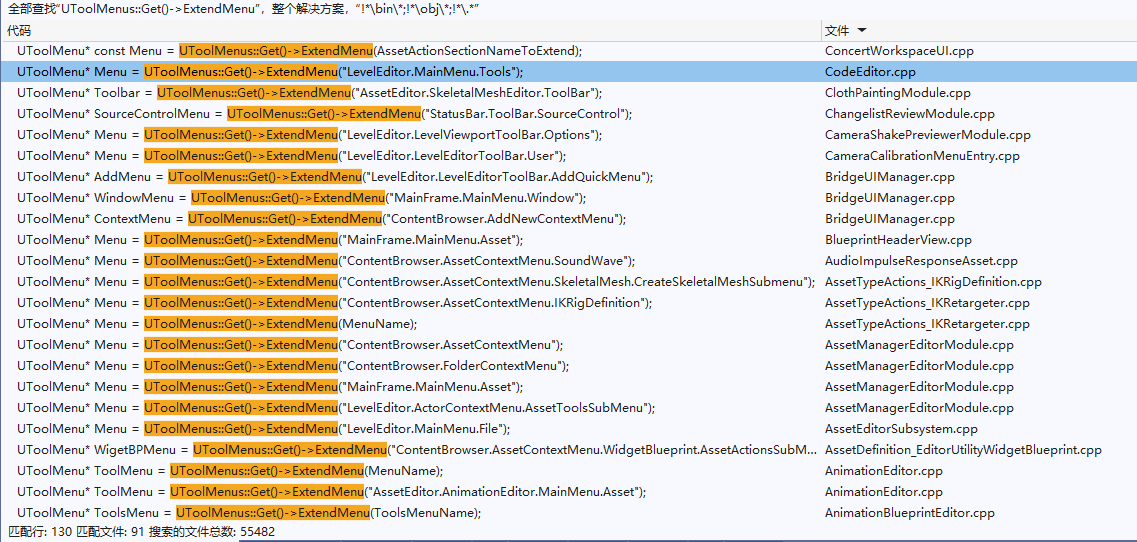 全部查找“UToolMenus::Get()->ExtendMenu”，整个解决方案，“!*\bin\*;!*\obj\*;!*\.*”
代码 文件
UToolMenu* const Menu = UToolMenus::Get()->ExtendMenu(AssetActionSectionNameToExtend); ConcertWorkspaceUI.cpp
UToolMenu* Menu = UToolMenus::Get()->ExtendMenu("LevelEditor.MainMenu.Tools"); CodeEditor.cpp
UToolMenu* Toolbar = UToolMenus::Get()->ExtendMenu("AssetEditor.SkeletalMeshEditor.ToolBar"); ClothPaintingModule.cpp
UToolMenu* SourceControlMenu = UToolMenus::Get()->ExtendMenu("StatusBar.ToolBar.SourceControl"); ChangelistReviewModule.cpp
UToolMenu* Menu = UToolMenus::Get()->ExtendMenu("LevelEditor.LevelViewportToolBar.Options"); CameraShakePreviewerModule.cpp
UToolMenu* Menu = UToolMenus::Get()->ExtendMenu("LevelEditor.LevelEditorToolBar.User"); CameraCalibrationMenuEntry.cpp
UToolMenu* AddMenu = UToolMenus::Get()->ExtendMenu("LevelEditor.LevelEditorToolBar.AddQuickMenu"); BridgeUIManager.cpp
UToolMenu* WindowMenu = UToolMenus::Get()->ExtendMenu("MainFrame.MainMenu.Window"); BridgeUIManager.cpp
UToolMenu* ContextMenu = UToolMenus::Get()->ExtendMenu("ContentBrowser.AddNewContextMenu"); BridgeUIManager.cpp
UToolMenu* Menu = UToolMenus::Get()->ExtendMenu("MainFrame.MainMenu.Asset"); BlueprintHeaderView.cpp
UToolMenu* Menu = UToolMenus::Get()->ExtendMenu("ContentBrowser.AssetContextMenu.SoundWave"); AudioImpulseResponseAsset.cpp
UToolMenu* Menu = UToolMenus::Get()->ExtendMenu("ContentBrowser.AssetContextMenu.SkeletalMesh.CreateSkeletalMeshSubmenu"); AssetTypeActions_IKRigDefinition.cpp
UToolMenu* Menu = UToolMenus::Get()->ExtendMenu("ContentBrowser.AssetContextMenu.IKRigDefinition"); AssetTypeActions_IKRetargeter.cpp
UToolMenu* Menu = UToolMenus::Get()->ExtendMenu(MenuName); AssetTypeActions_IKRetargeter.cpp
UToolMenu* Menu = UToolMenus::Get()->ExtendMenu("ContentBrowser.AssetContextMenu"); AssetManagerEditorModule.cpp
UToolMenu* Menu = UToolMenus::Get()->ExtendMenu("ContentBrowser.FolderContextMenu"); AssetManagerEditorModule.cpp
UToolMenu* Menu = UToolMenus::Get()->ExtendMenu("MainFrame.MainMenu.Asset"); AssetManagerEditorModule.cpp
UToolMenu* Menu = UToolMenus::Get()->ExtendMenu("LevelEditor.ActorContextMenu.AssetToolsSubMenu"); AssetManagerEditorModule.cpp
UToolMenu* Menu = UToolMenus::Get()->ExtendMenu("LevelEditor.MainMenu.File"); AssetEditorSubsystem.cpp
UToolMenu* WigetBPMenu = UToolMenus::Get()->ExtendMenu("ContentBrowser.AssetContextMenu.WidgetBlueprint.AssetActionsSubM... AssetDefinition_EditorUtilityWidgetBlueprint.cpp
UToolMenu* ToolMenu = UToolMenus::Get()->ExtendMenu(MenuName); AnimationEditor.cpp
UToolMenu* ToolMenu = UToolMenus::Get()->ExtendMenu("AssetEditor.AnimationEditor.MainMenu.Asset"); AnimationEditor.cpp
UToolMenu* ToolsMenu = UToolMenus::Get()->ExtendMenu(ToolsMenuName); AnimationBlueprintEditor.cpp
匹配行: 130 匹配文件: 91 搜索的文件总数: 55482